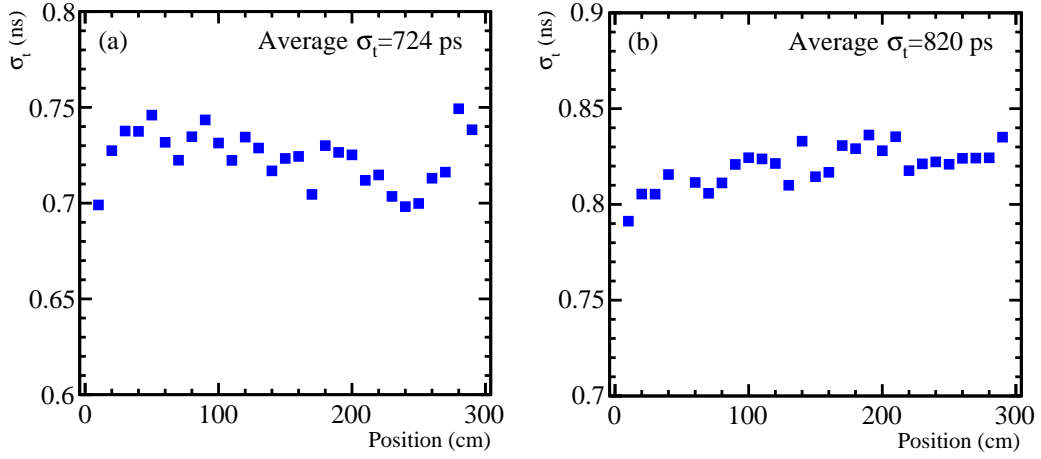 0.8
(a) Average σt=724 ps
σt (ns)
0.75
0.7
0.65
0.6
0 100 200 300
Position (cm)
0.9
(b) Average σt=820 ps
σt (ns)
0.85
0.8
0.75
0.7
0 100 200 300
Position (cm)